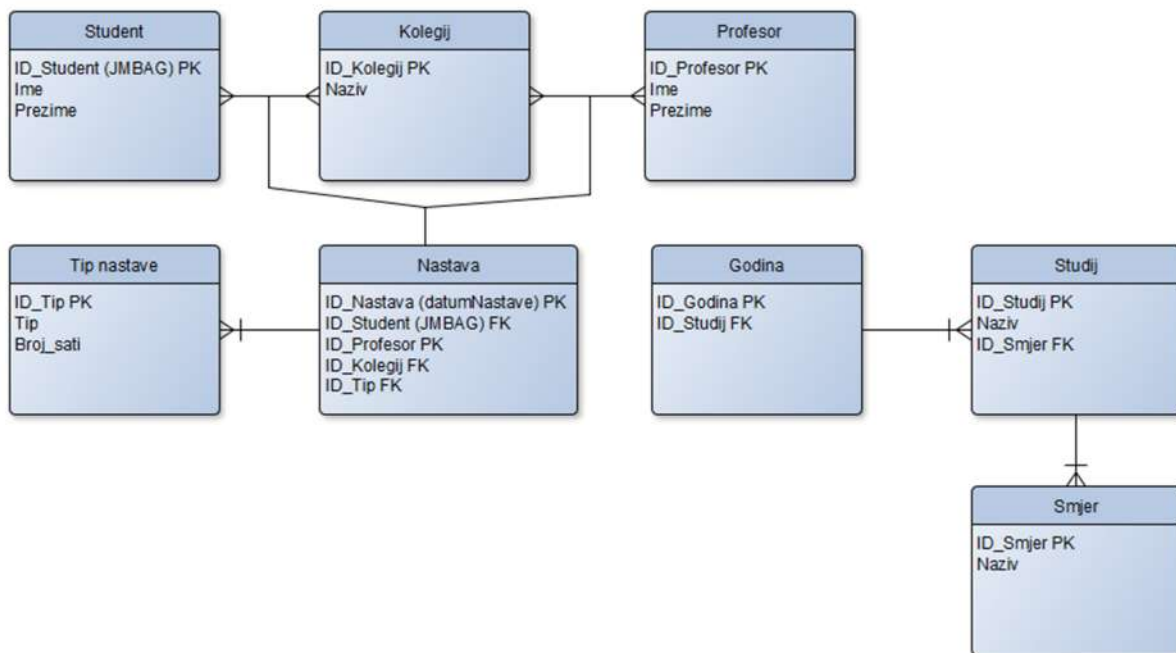 Student
ID_Student (JMBAG) PK
Ime
Prezime
Kolegij
ID_Kolegij PK
Naziv
Profesor
ID_Profesor PK
Ime
Prezime
Tip nastave
ID_Tip PK
Tip
Broj_sati
Nastava
ID_Nastava (datumNastave) PK
ID_Student (JMBAG) FK
ID_Profesor PK
ID_Kolegij FK
ID_Tip FK
Godina
ID_Godina PK
ID_Studij FK
Studij
ID_Studij PK
Naziv
ID_Smjer FK
Smjer
ID_Smjer PK
Naziv